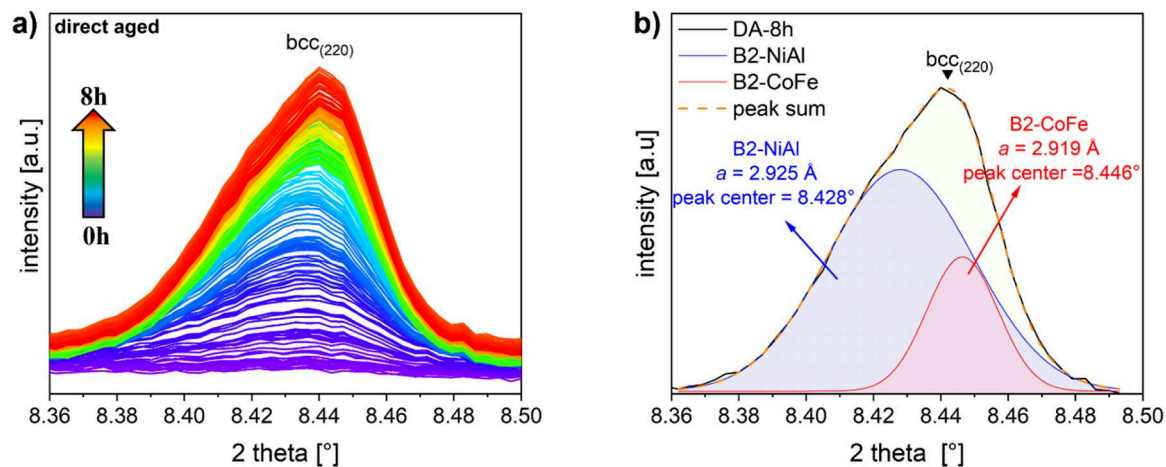 a)
direct aged
bcc(220)
8h
0h
intensity [a.u.]
8.36 8.38 8.40 8.42 8.44 8.46 8.48 8.50
2 theta [°]
b)
DA-8h
B2-NiAl
B2-CoFe
peak sum
bcc(220)
B2-NiAl
a = 2.925 Å
peak center = 8.428°
B2-CoFe
a = 2.919 Å
peak center =8.446°
intensity [a.u]
8.36 8.38 8.40 8.42 8.44 8.46 8.48 8.50
2 theta [°]